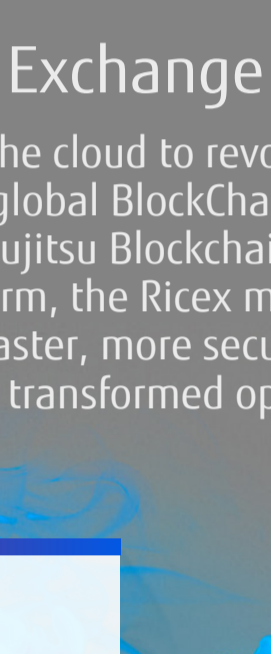 Exchange
he cloud to revo
global BlockCha
ujitsu Blockchai
rm, the Ricex m
aster, more secu
transformed op